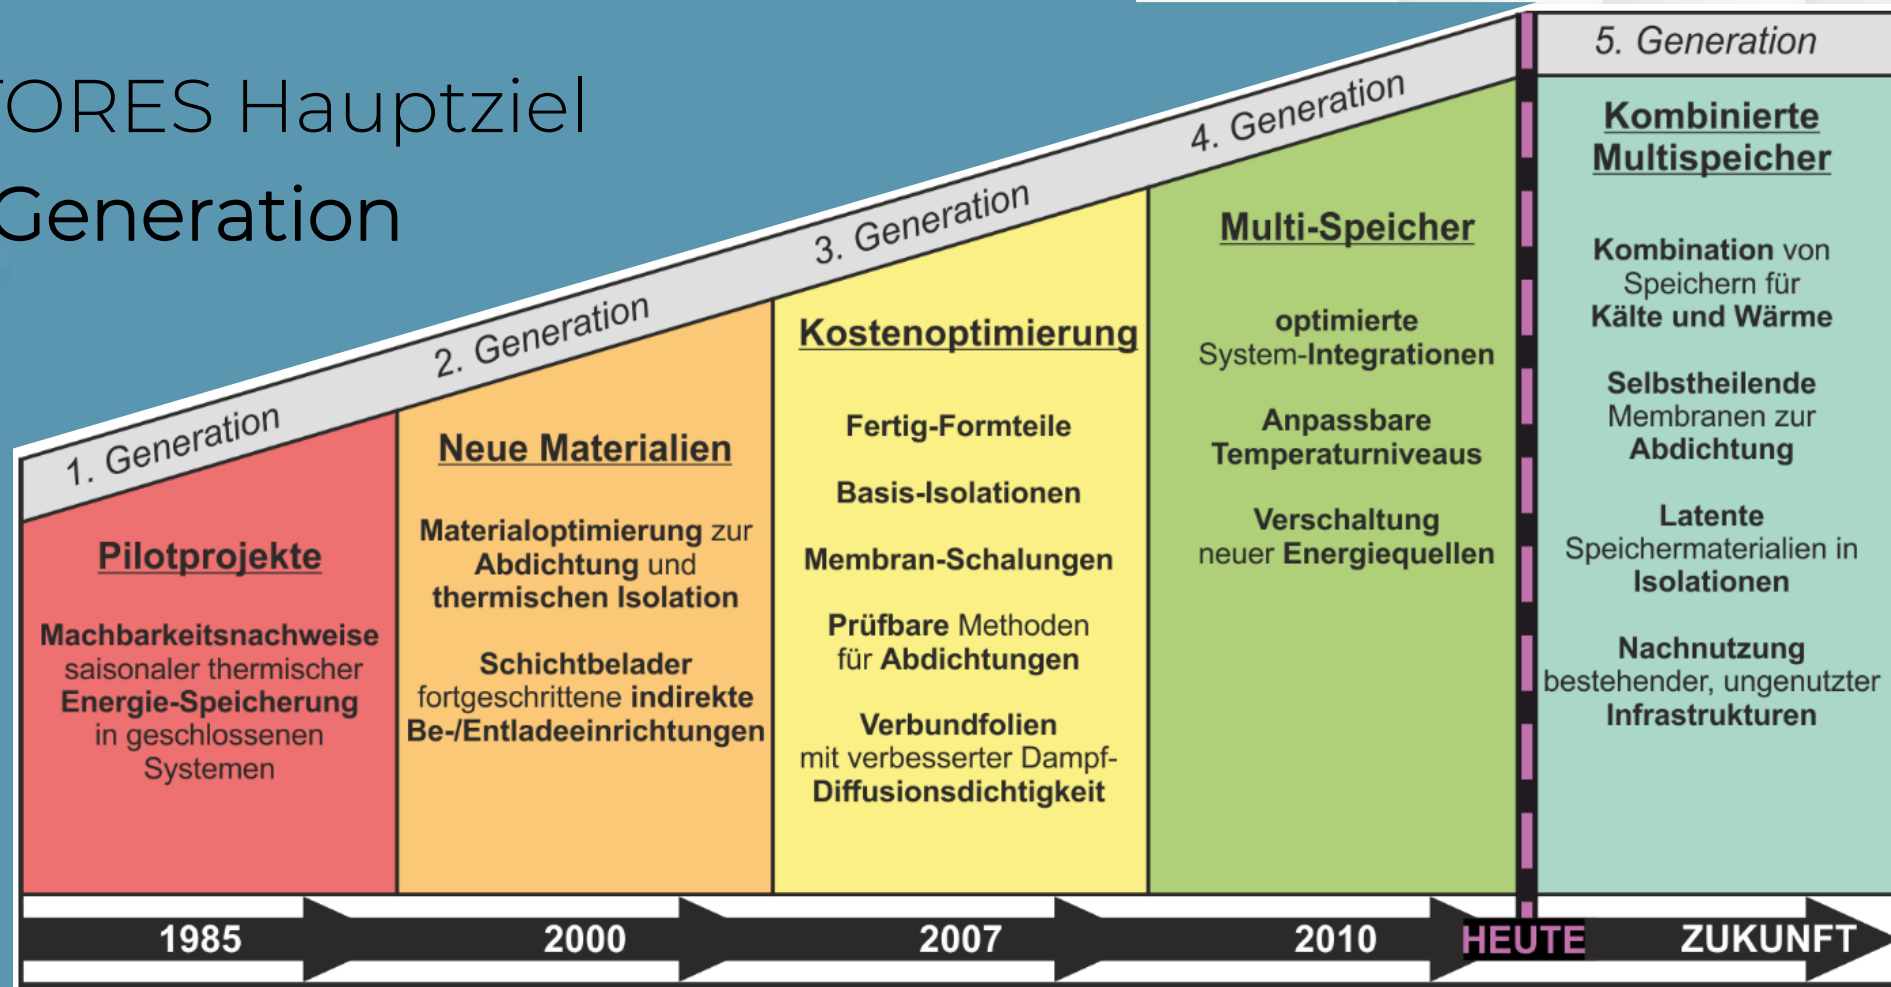 TORES Hauptziel
Generation
1. Generation
Pilotprojekte
Machbarkeitsnachweise
saisonaler thermischer
Energie-Speicherung
in geschlossenen
Systemen
2. Generation
Neue Materialien
Materialoptimierung zur
Abdichtung und
thermischen Isolation
Schichtbelader
fortgeschrittene indirekte
Be-/Entladeeinrichtungen
3. Generation
Kostenoptimierung
Fertig-Formteile
Basis-Isolationen
Membran-Schalungen
Prüfbare Methoden
für Abdichtungen
Verbundfolien
mit verbesserter Dampf-
Diffusionsdichtigkeit
4. Generation
Multi-Speicher
optimierte
System-Integrationen
Anpassbare
Temperaturniveaus
Verschaltung
neuer Energiequellen
5. Generation
Kombinierte
Multispeicher
Kombination von
Speichern für
Kälte und Wärme
Selbstheilende
Membranen zur
Abdichtung
Latente
Speichermaterialien in
Isolationen
Nachnutzung
bestehender, ungenutzter
Infrastrukturen
1985 2000 2007 2010 HEUTE ZUKUNFT